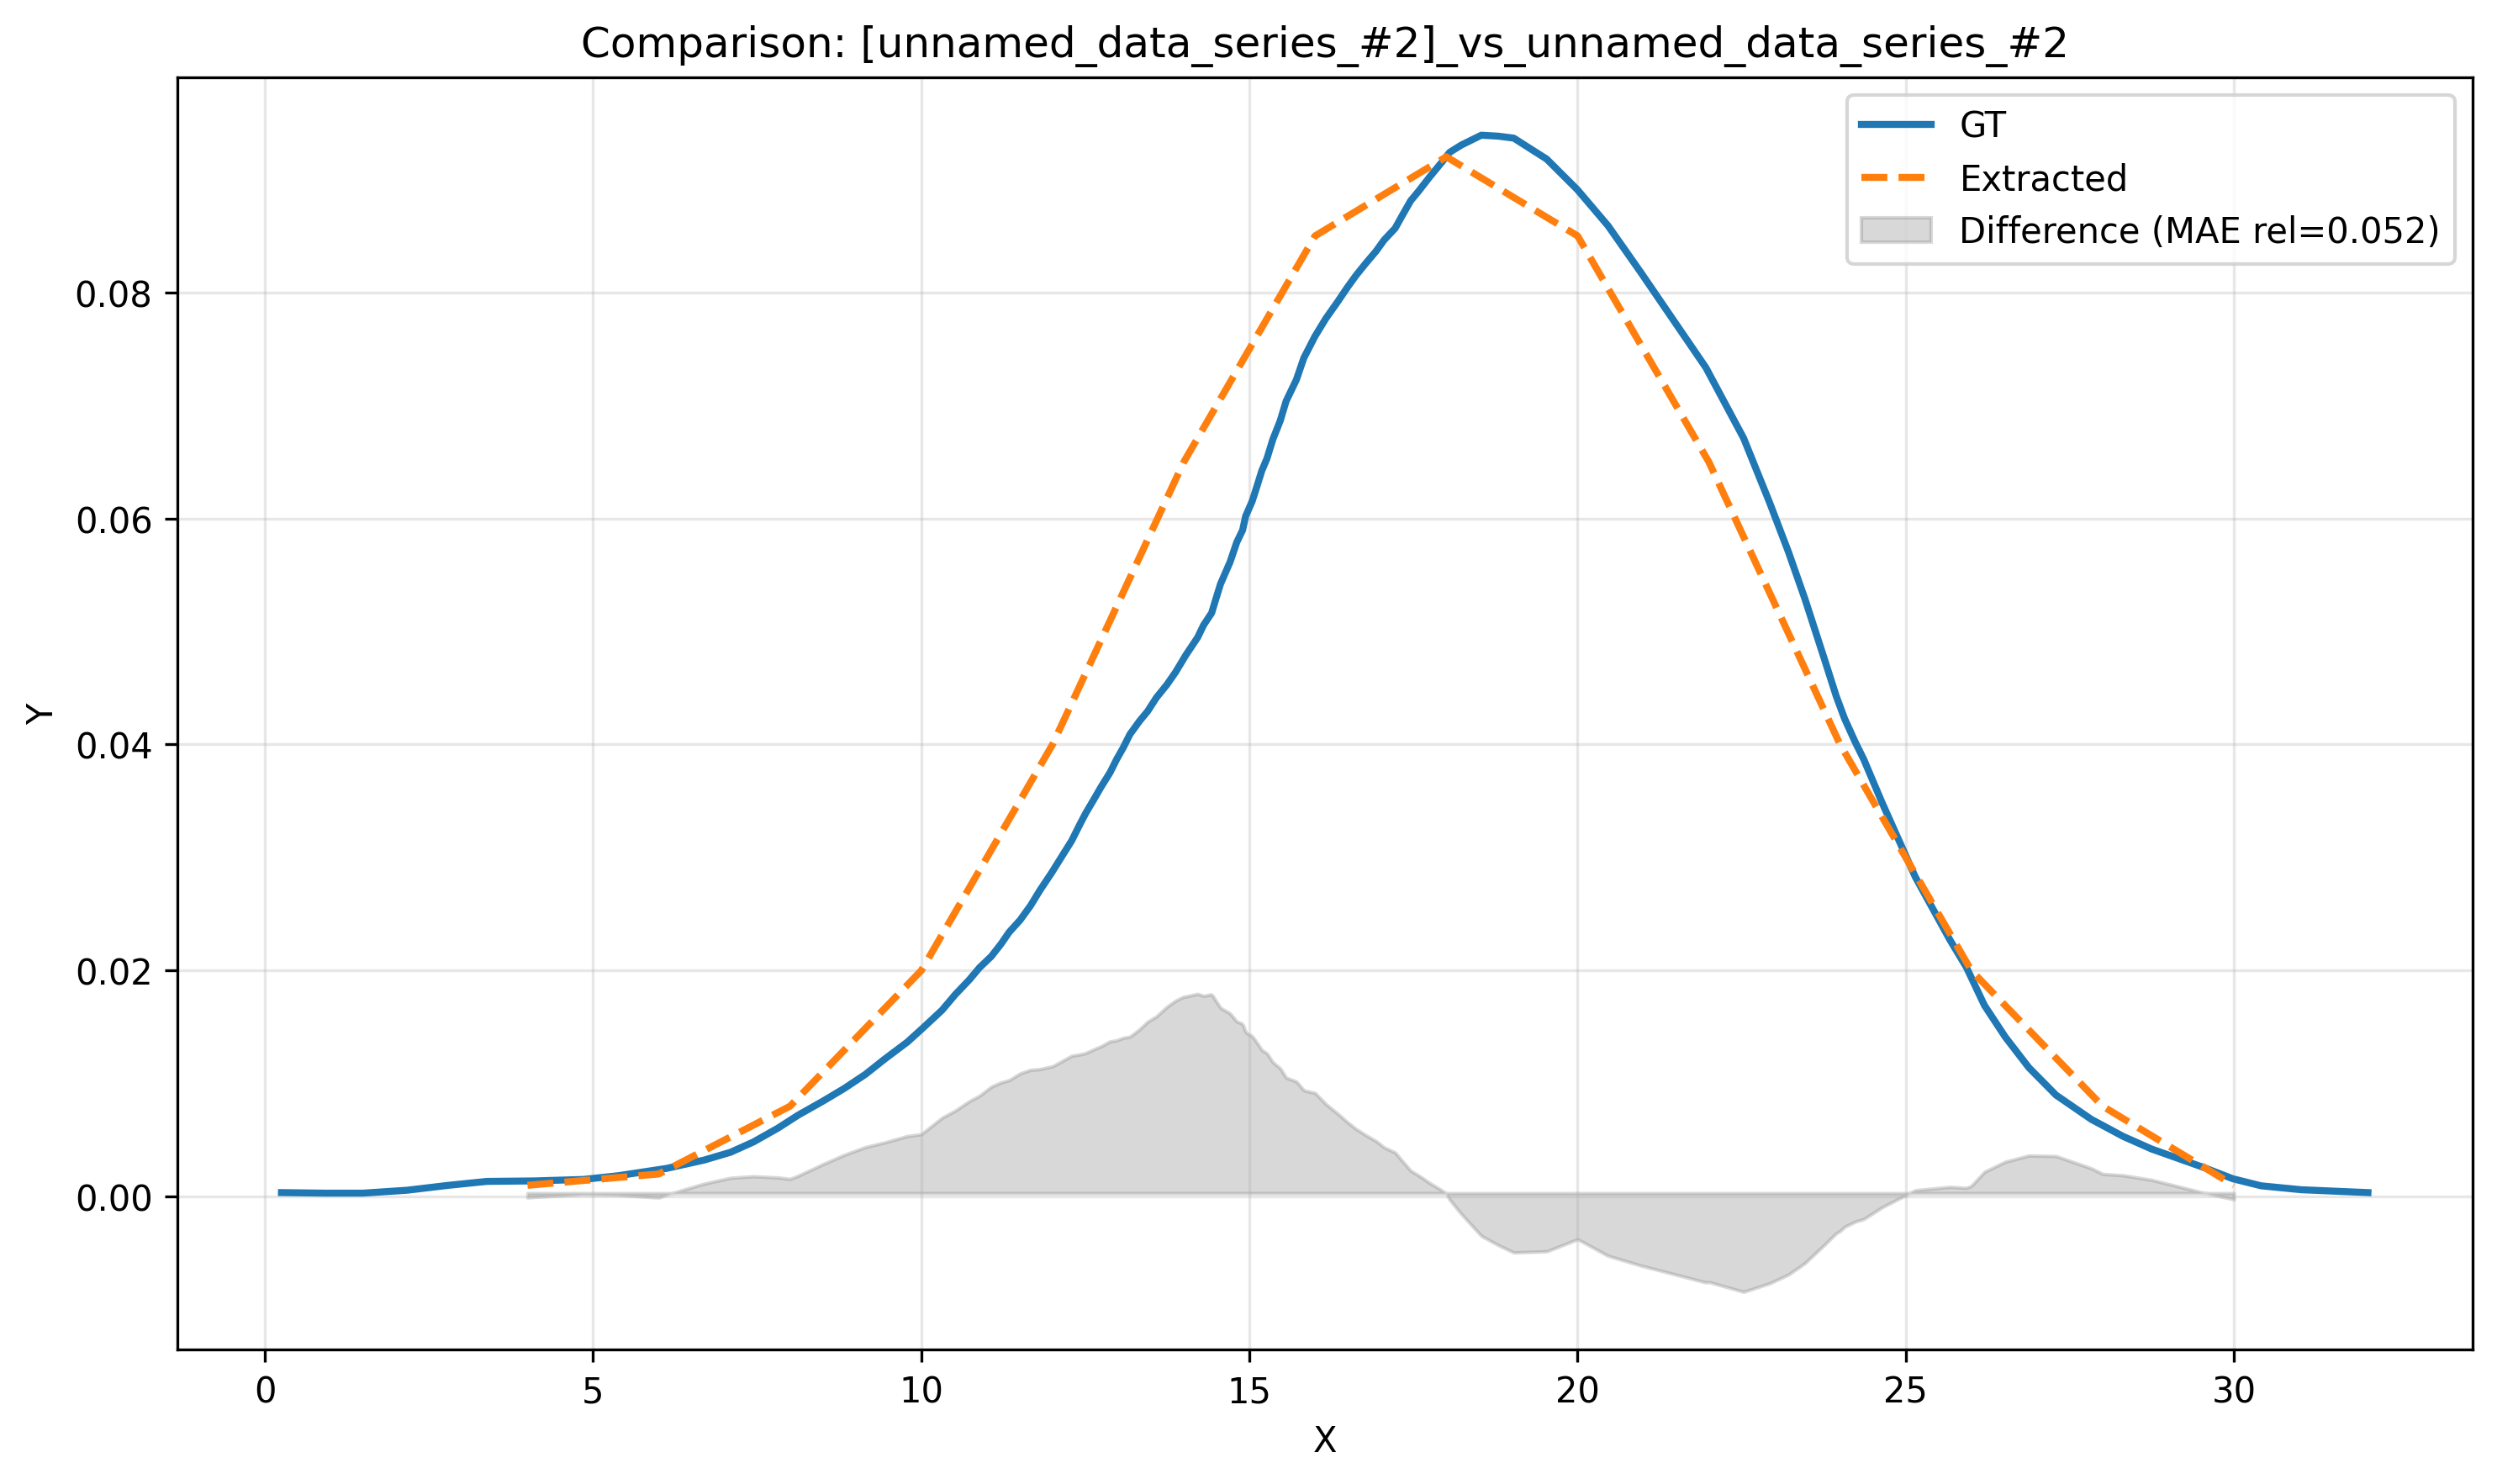 Comparison: [unnamed_data_series_#2]_vs_unnamed_data_series_#2
GT
Extracted
Difference (MAE rel=0.052)
0.08
0.06
0.04
0.02
0.00
Y
0 5 10 15 20 25 30
X